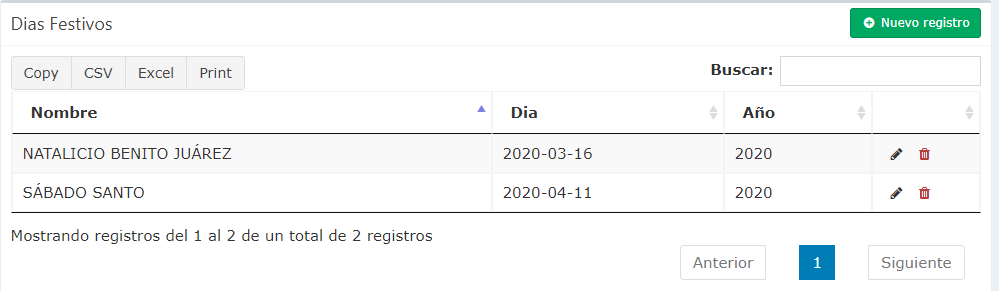 Dias Festivos
Nuevo registro
Copy CSV Excel Print
Buscar:
Nombre Dia Año
NATALICIO BENITO JUÁREZ 2020-03-16 2020
SÁBADO SANTO 2020-04-11 2020
Mostrando registros del 1 al 2 de un total de 2 registros
Anterior 1 Siguiente